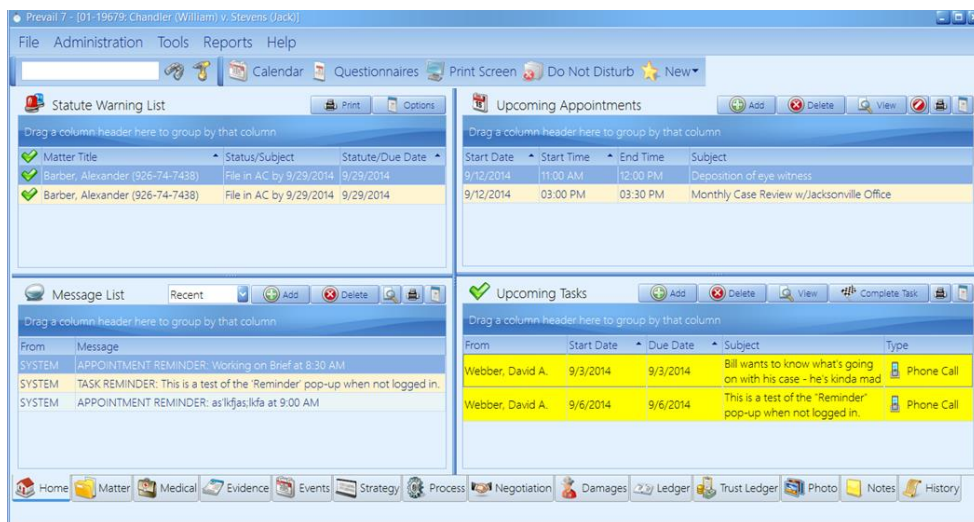 Prevail 7 - [01-19679: Chandler (William) v. Stevens (Jack)]
File Administration Tools Reports Help
Calendar Questionnaires Print Screen Do Not Disturb New
Statute Warning List Print Options
Drag a column header here to group by that column
Matter Title Status/Subject Statute/Due Date
Barber, Alexander (926-74-7438) File in AC by 9/29/2014 9/29/2014
Barber, Alexander (926-74-7438) File in AC by 9/29/2014 9/29/2014
Upcoming Appointments Add Delete View
Drag a column header here to group by that column
Start Date Start Time End Time Subject
9/12/2014 11:00 AM 12:00 PM Deposition of eye witness
9/12/2014 03:00 PM 03:30 PM Monthly Case Review w/Jacksonville Office
Message List Recent Add Delete
Drag a column header here to group by that column
From Message
SYSTEM APPOINTMENT REMINDER: Working on Brief at 8:30 AM
SYSTEM TASK REMINDER: This is a test of the 'Reminder' pop-up when not logged in.
SYSTEM APPOINTMENT REMINDER: as'lkfjas;lkfa at 9:00 AM
Upcoming Tasks Add Delete View Complete Task
Drag a column header here to group by that column
From Start Date Due Date Subject Type
Webber, David A. 9/3/2014 9/3/2014 Bill wants to know what's going Phone Call
on with his case - he's kinda mad
Webber, David A. 9/6/2014 9/6/2014 This is a test of the "Reminder" Phone Call
pop-up when not logged in.
Home Matter Medical Evidence Events Strategy Process Negotiation Damages Ledger Trust Ledger Photo Notes History